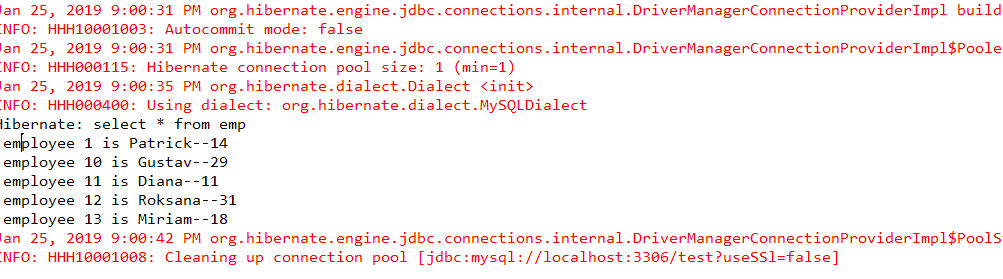 Jan 25, 2019 9:00:31 PM org.hibernate.engine.jdbc.connections.internal.DriverManagerConnectionProviderImpl build
INFO: HHH10001003: Autocommit mode: false
Jan 25, 2019 9:00:31 PM org.hibernate.engine.jdbc.connections.internal.DriverManagerConnectionProviderImpl$Poole
INFO: HHH000115: Hibernate connection pool size: 1 (min=1)
Jan 25, 2019 9:00:35 PM org.hibernate.dialect.Dialect <init>
INFO: HHH000400: Using dialect: org.hibernate.dialect.MySQLDialect
Hibernate: select * from emp
employee 1 is Patrick--14
employee 10 is Gustav--29
employee 11 is Diana--11
employee 12 is Roksana--31
employee 13 is Miriam--18
Jan 25, 2019 9:00:42 PM org.hibernate.engine.jdbc.connections.internal.DriverManagerConnectionProviderImpl$PoolS
INFO: HHH10001008: Cleaning up connection pool [jdbc:mysql://localhost:3306/test?useSSl=false]